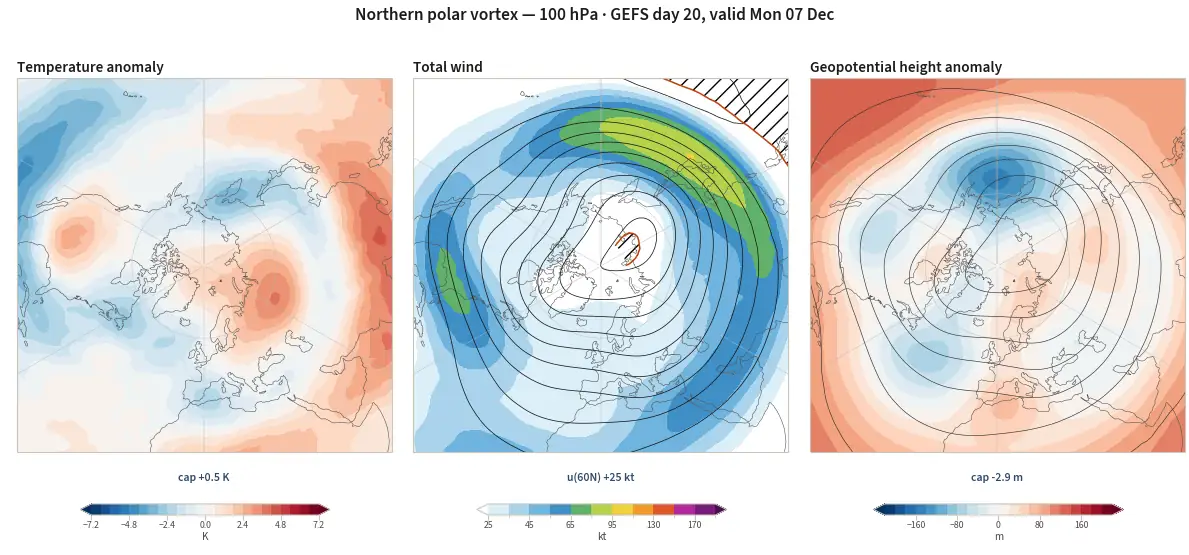 Northern polar vortex — 100 hPa · GEFS day 20, valid Mon 07 Dec
Temperature anomaly
Total wind
Geopotential height anomaly
cap +0.5 K
u(60N) +25 kt
cap -2.9 m
−7.2 −4.8 −2.4 0.0 2.4 4.8 7.2
K
25 45 65 95 130 170
kt
−160 −80 0 80 160
m